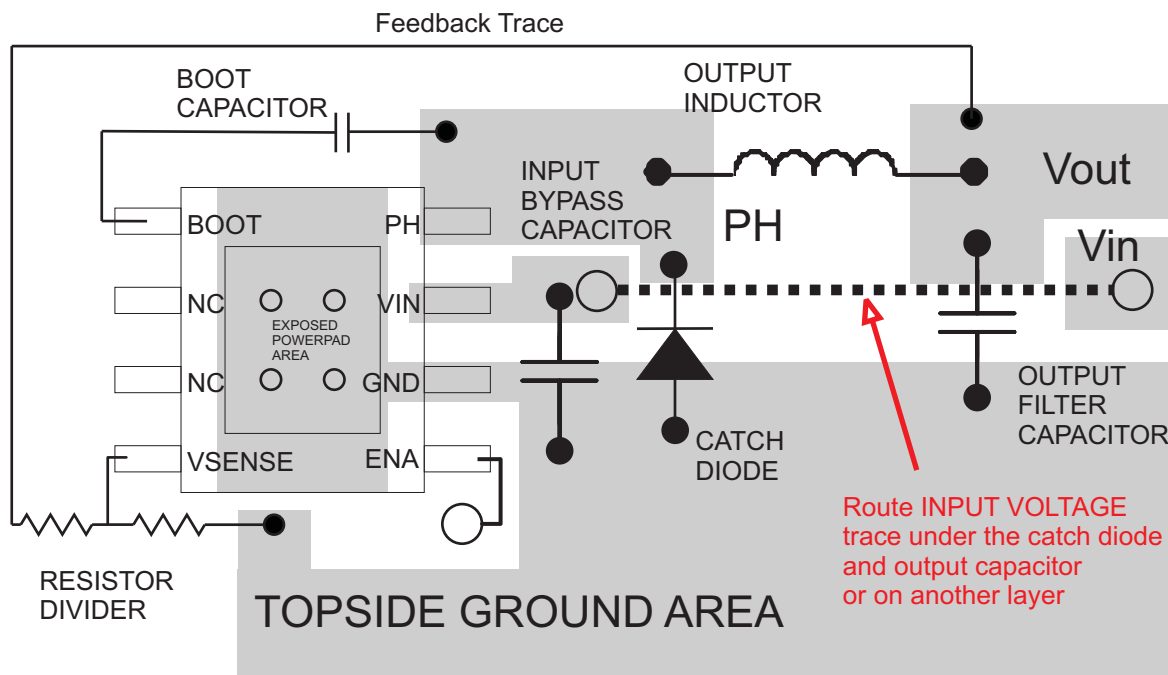 Feedback Trace
BOOT
CAPACITOR
OUTPUT
INDUCTOR
INPUT
BYPASS
CAPACITOR
PH
Vout
Vin
BOOT
PH
NC
VIN
EXPOSED
POWERPAD
AREA
NC
GND
VSENSE
ENA
CATCH
DIODE
OUTPUT
FILTER
CAPACITOR
Route INPUT VOLTAGE
trace under the catch diode
and output capacitor
or on another layer
RESISTOR
DIVIDER
TOPSIDE GROUND AREA